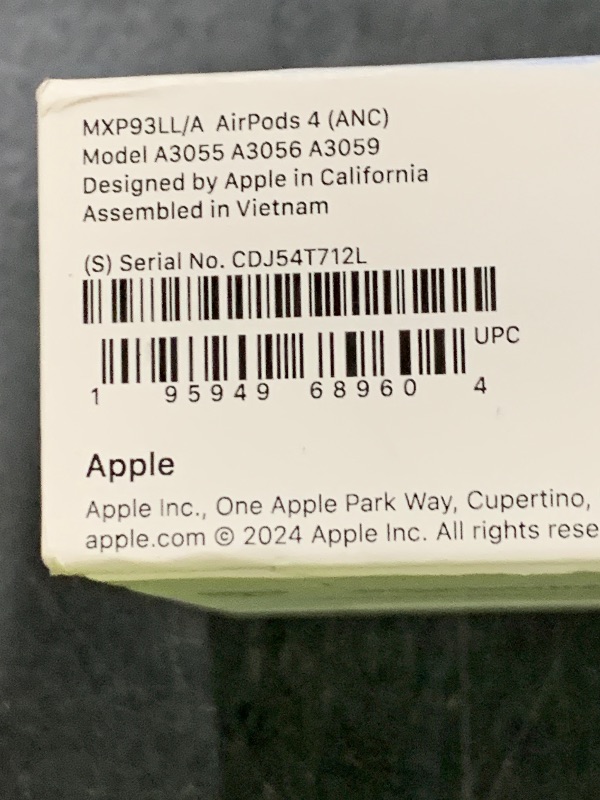 MXP93LL/A AirPods 4 (ANC)
Model A3055 A3056 A3059
Designed by Apple in California
Assembled in Vietnam
(S) Serial No. CDJ54T712L
UPC
1 95949 68960 4
Apple
Apple Inc., One Apple Park Way, Cupertino,
apple.com © 2024 Apple Inc. All rights rese